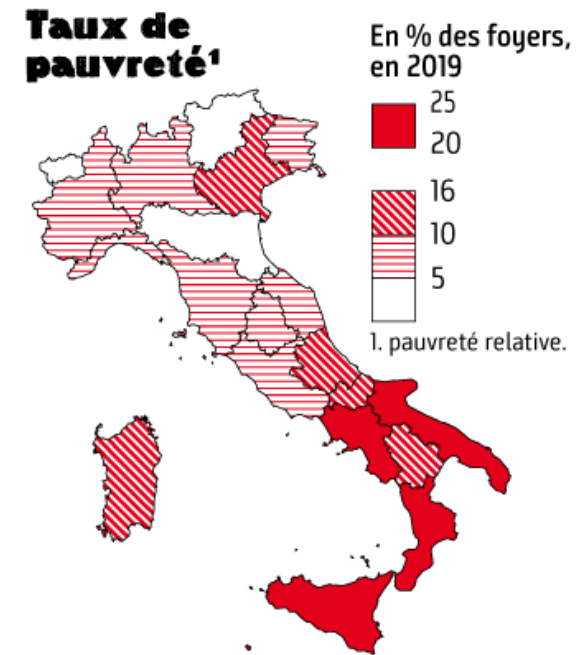 Taux de
pauvreté¹
En % des foyers,
en 2019
25
20
16
10
5
1. pauvreté relative.